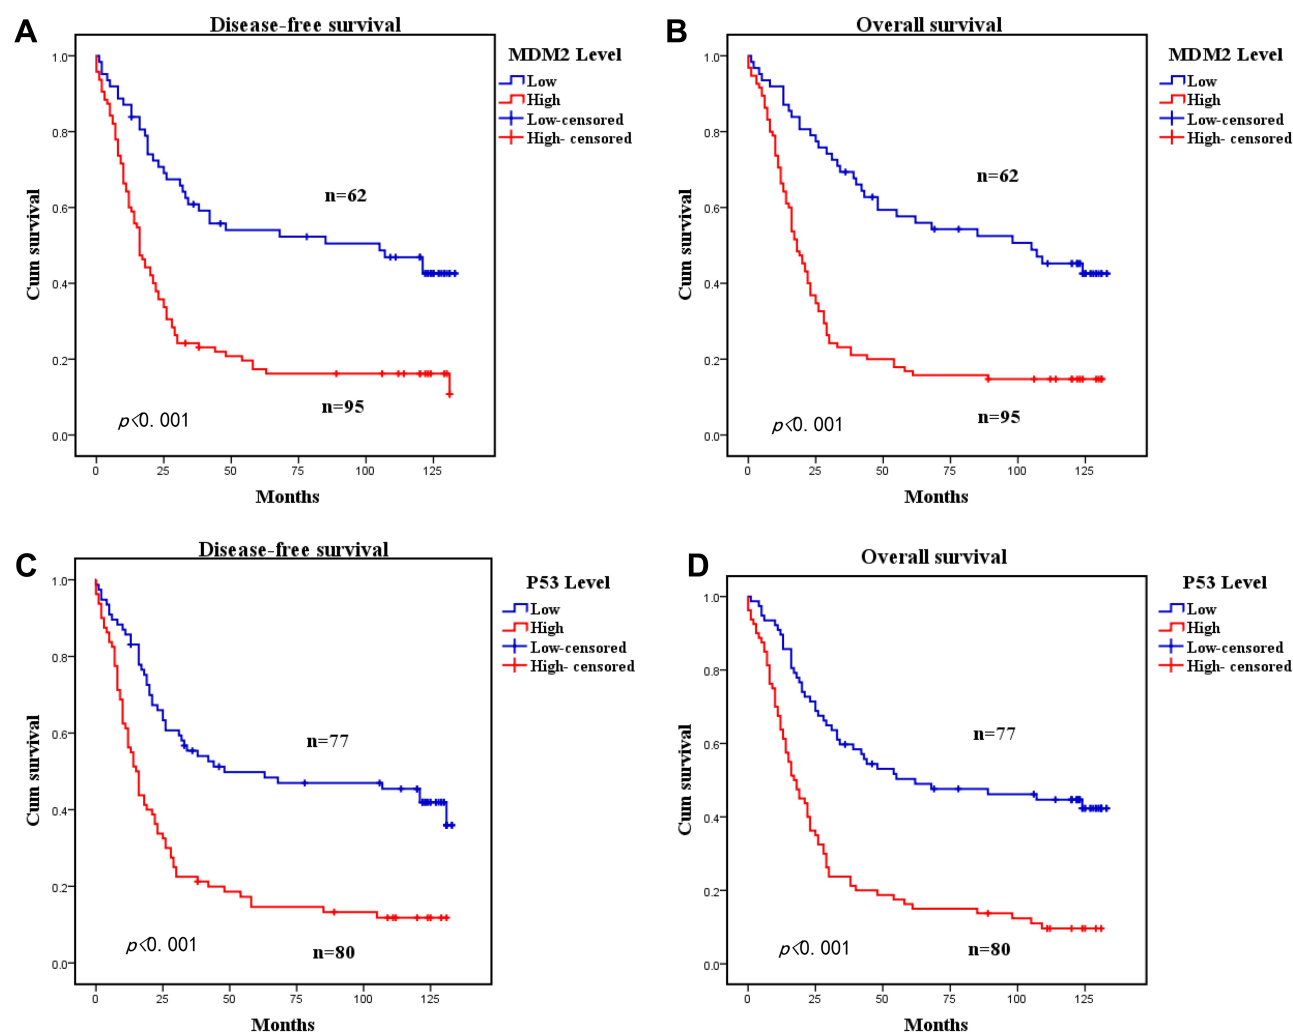 A
Disease-free survival
MDM2 Level
Low
High
Low-censored
High- censored
n=62
n=95
p<0. 001
Cum survival
1.0
0.8
0.6
0.4
0.2
0.0
0 25 50 75 100 125
Months
B
Overall survival
MDM2 Level
Low
High
Low-censored
High- censored
n=62
n=95
p<0. 001
Cum survival
1.0
0.8
0.6
0.4
0.2
0.0
0 25 50 75 100 125
Months
C
Disease-free survival
P53 Level
Low
High
Low-censored
High- censored
n=77
n=80
p<0. 001
Cum survival
1.0
0.8
0.6
0.4
0.2
0.0
0 25 50 75 100 125
Months
D
Overall survival
P53 Level
Low
High
Low-censored
High- censored
n=77
n=80
p<0. 001
Cum survival
1.0
0.8
0.6
0.4
0.2
0.0
0 25 50 75 100 125
Months